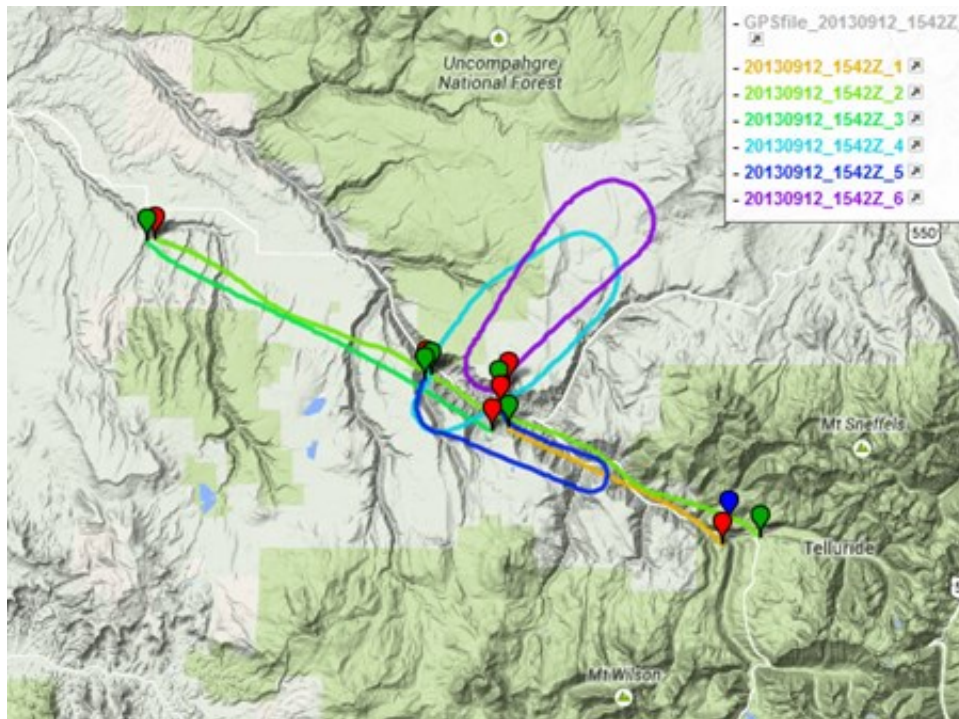 - GPSfile_20130912_1542Z
- 20130912_1542Z_1
- 20130912_1542Z_2
- 20130912_1542Z_3
- 20130912_1542Z_4
- 20130912_1542Z_5
- 20130912_1542Z_6
Uncompahgre
National Forest
550
Mt Sneffels
Telluride
Mt Wilson